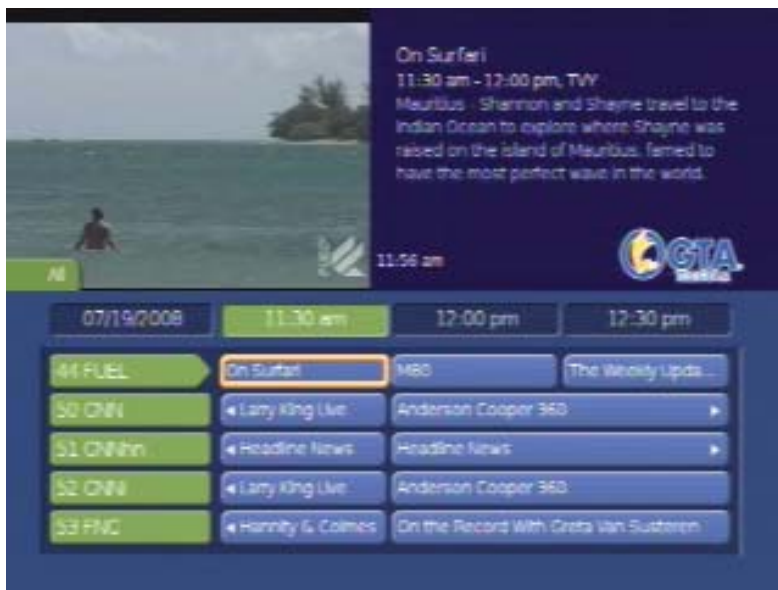 On Surfari
11:30 am - 12:00 pm, TVY
Mauritius - Shannon and Shayne travel to the
Indian Ocean to explore where Shayne was
raised on the island of Mauritius, famed to
have the most perfect wave in the world.
11:56 am
GTA
All
07/19/2008
11:30 am
12:00 pm
12:30 pm
44 FUEL
On Surfari
M80
The Weekly Upda...
50 CNN
Larry King Live
Anderson Cooper 360
51 CNNhn
Headline News
Headline News
52 CNNI
Larry King Live
Anderson Cooper 360
53 FNC
Hannity & Colmes
On the Record With Greta Van Susteren